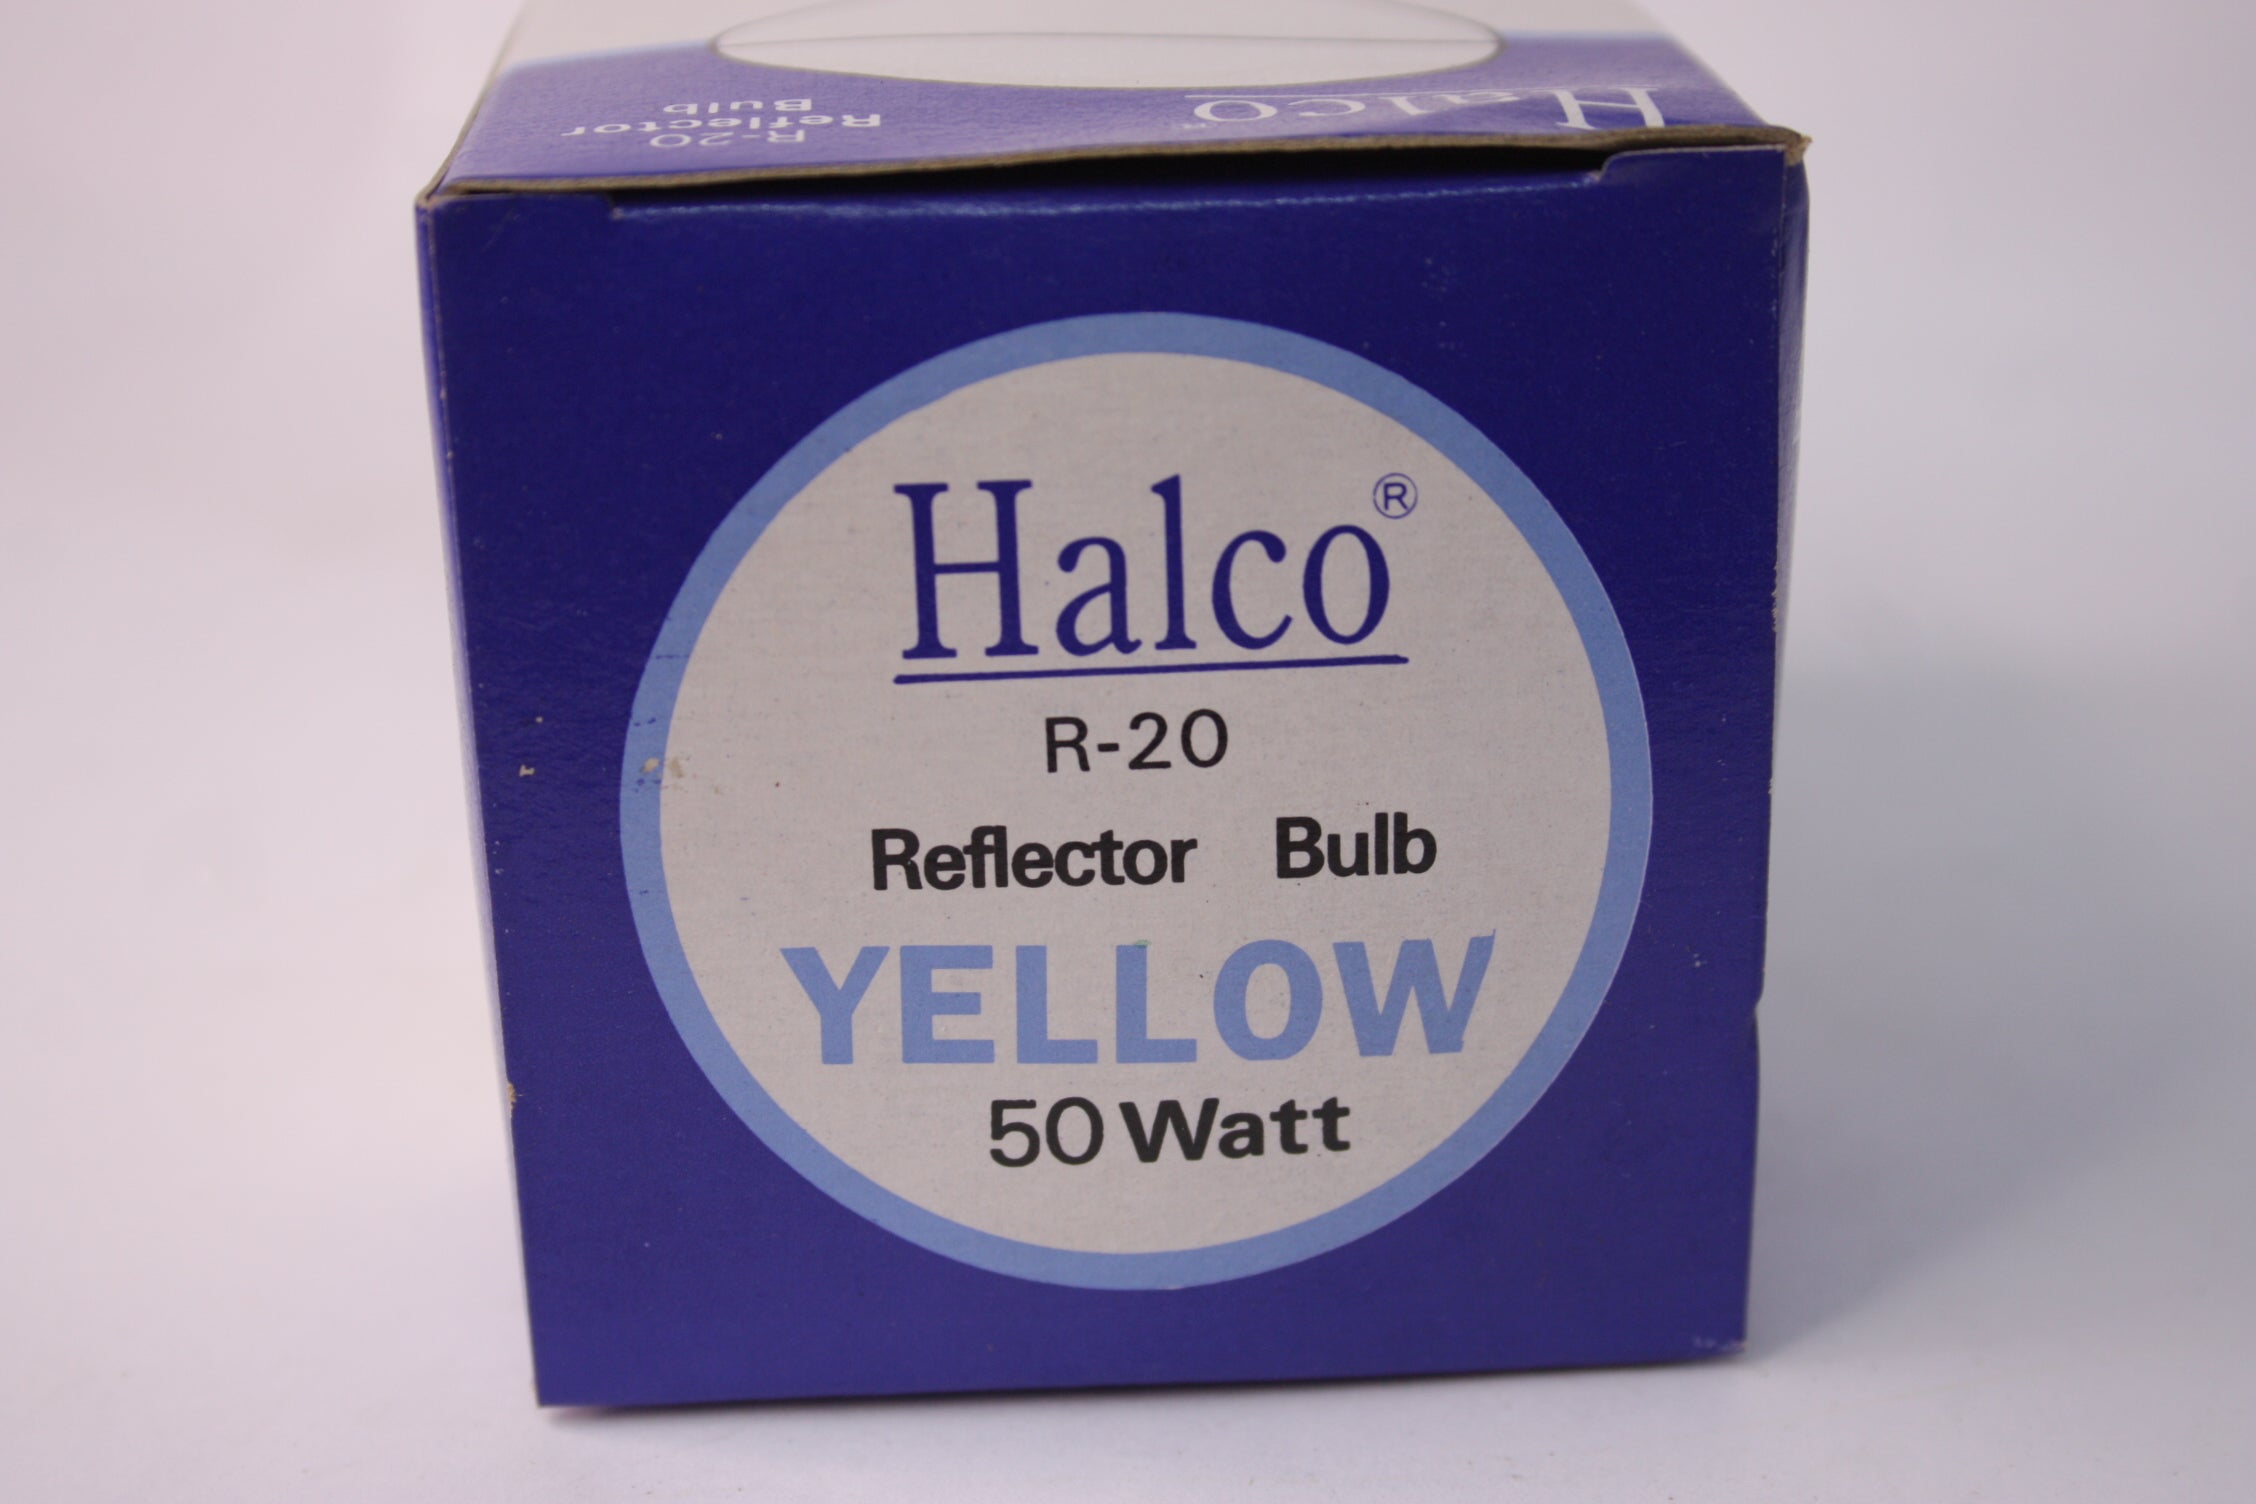 R-20
Reflector
Bulb
Halco
Halco®
R-20
Reflector Bulb
YELLOW
50 Watt